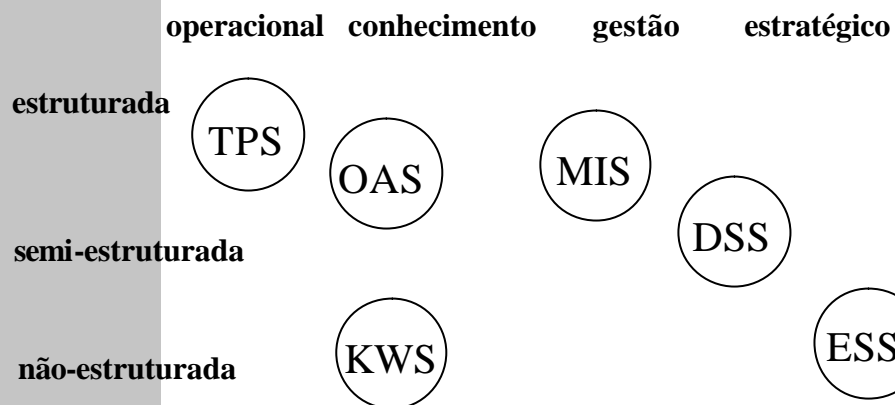 operacional conhecimento gestão estratégico
estruturada
TPS
OAS
MIS
DSS
semi-estruturada
KWS
ESS
não-estruturada